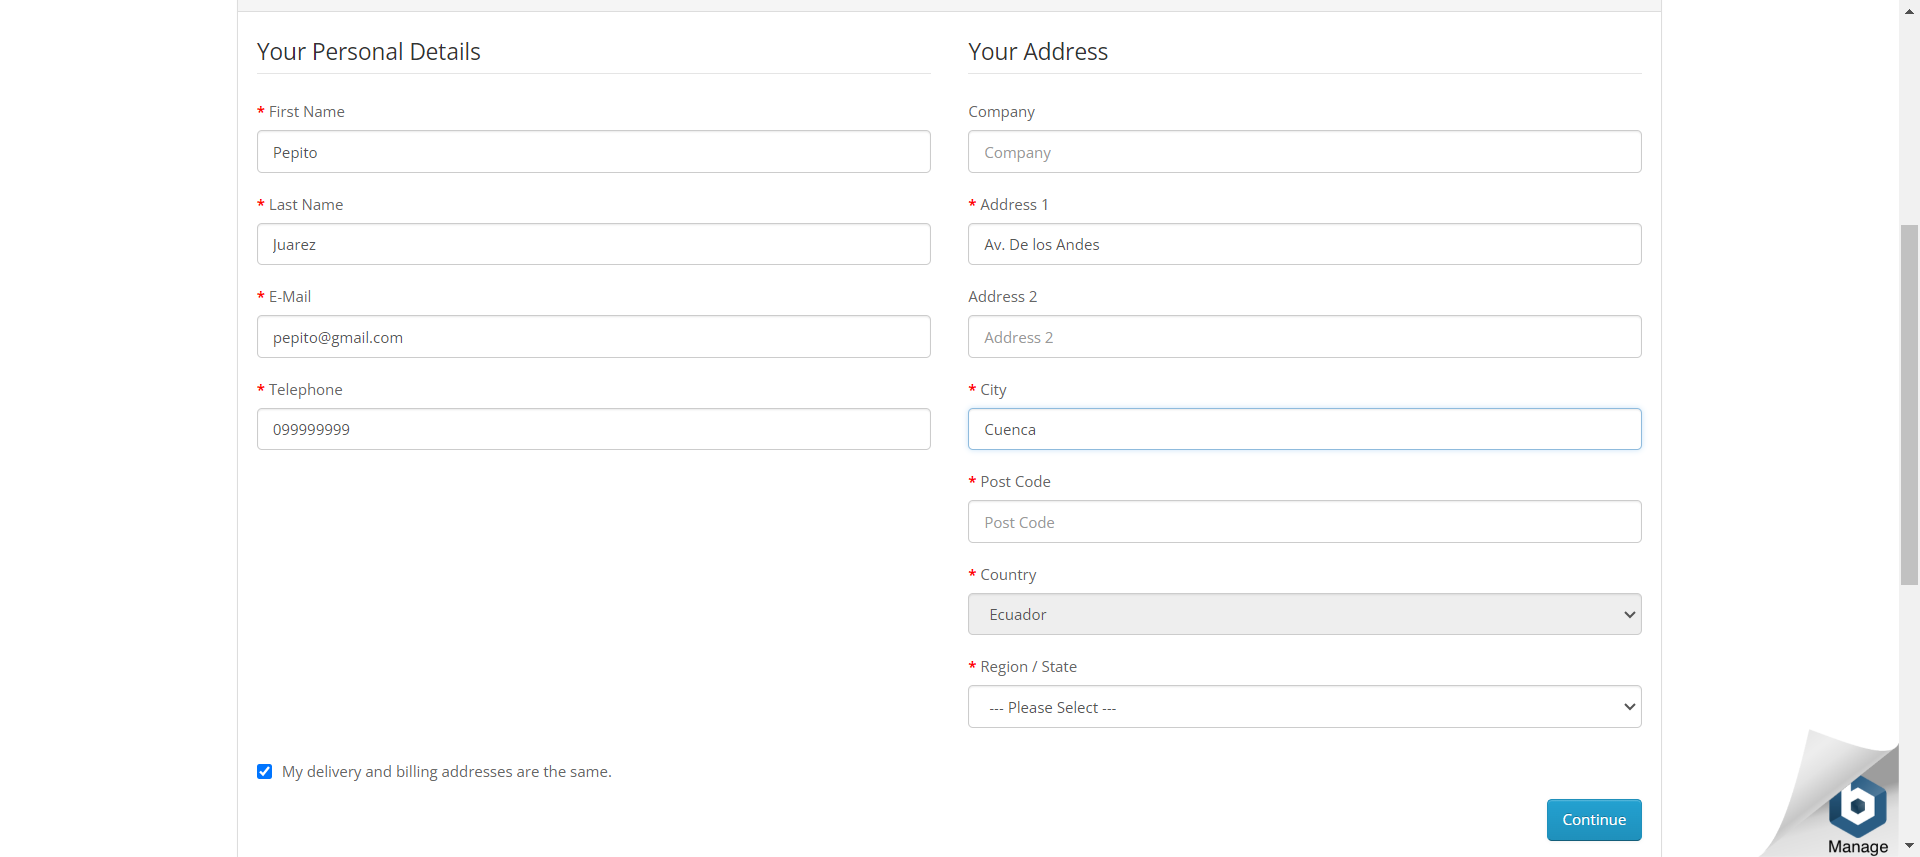 Your Personal Details
* First Name
Pepito
* Last Name
Juarez
* E-Mail
pepito@gmail.com
* Telephone
099999999
Your Address
Company
Company
* Address 1
Av. De los Andes
Address 2
Address 2
* City
Cuenca
* Post Code
Post Code
* Country
Ecuador
* Region / State
--- Please Select ---
My delivery and billing addresses are the same.
Continue
b
Manage